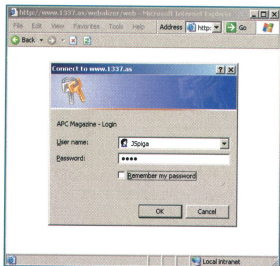 http://www.1337.as/webalizer/web - Microsoft Internet Explorer
File Edit View Favorites Tools Help Address http: Go
Back
Connect to www.1337.as
APC Magazine - Login
User name: JSpiga
Password: ••••
Remember my password
OK Cancel
Local intranet